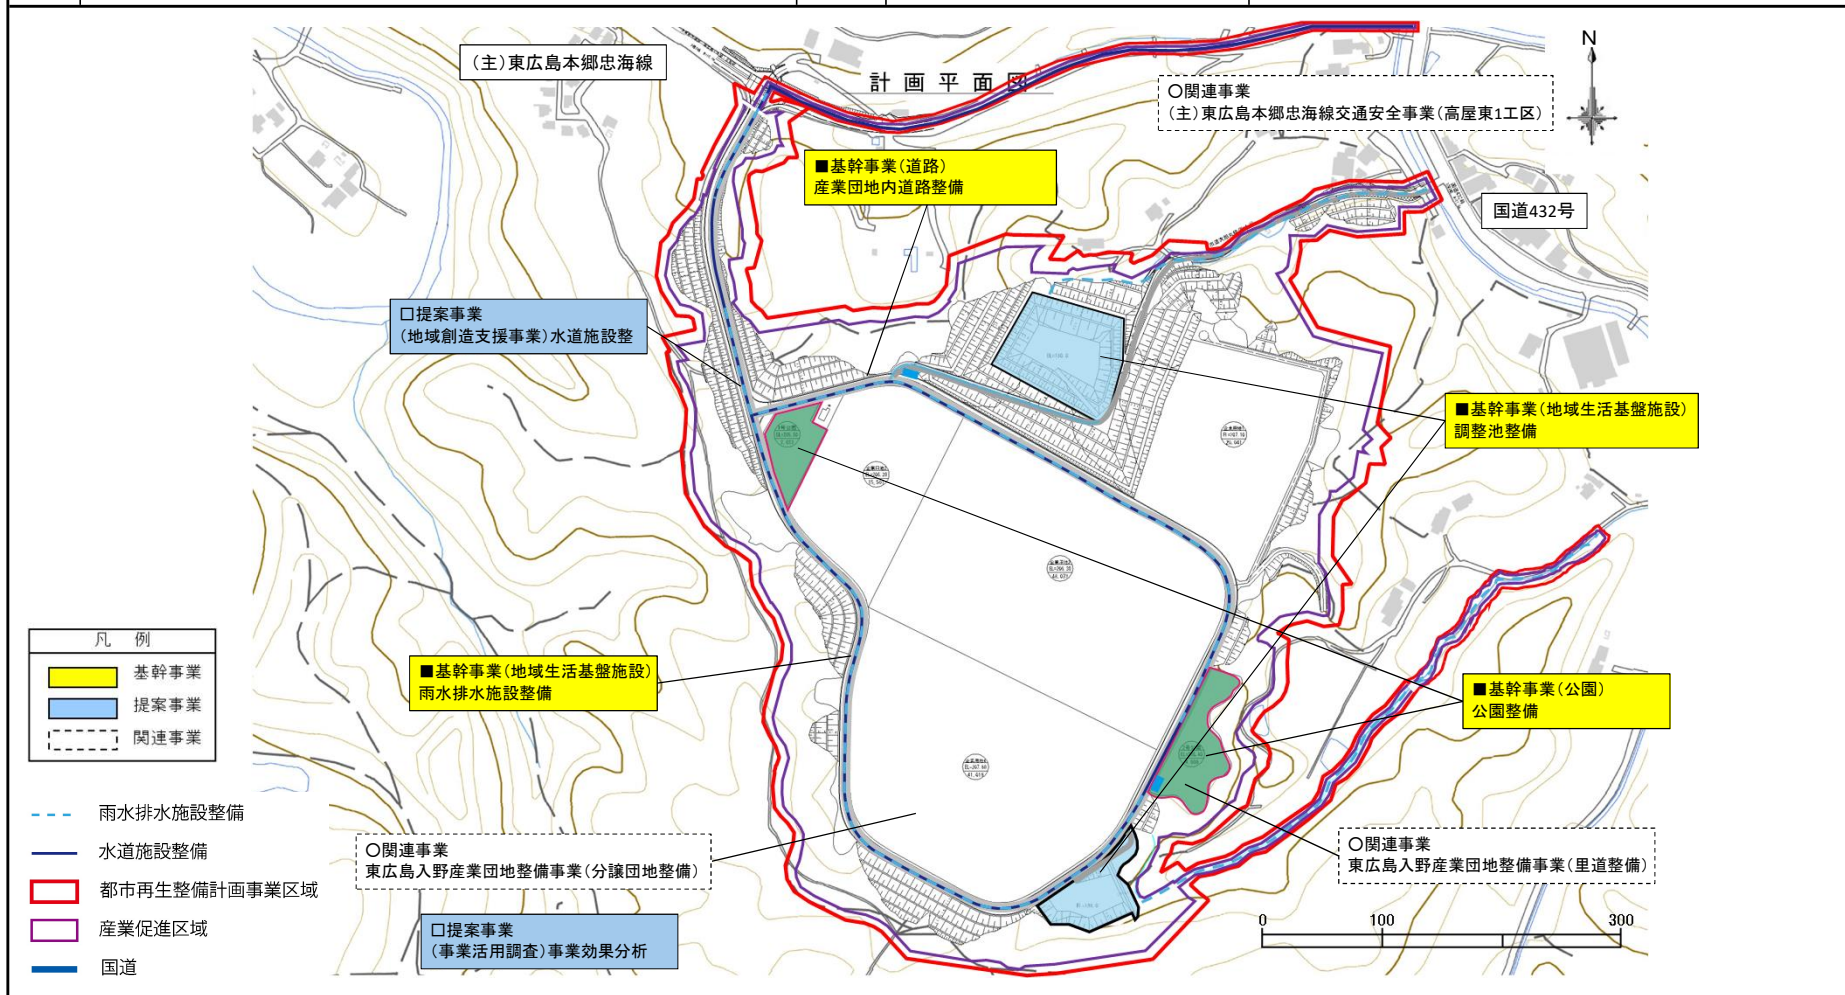 (主)東広島本郷忠海線
計画平面図
N
〇関連事業
(主)東広島本郷忠海線交通安全事業(高屋東1工区)
■基幹事業(道路)
産業団地内道路整備
国道432号
□提案事業
(地域創造支援事業)水道施設整
■基幹事業(地域生活基盤施設)
調整池整備
凡 例
基幹事業
提案事業
関連事業
■基幹事業(地域生活基盤施設)
雨水排水施設整備
■基幹事業(公園)
公園整備
雨水排水施設整備
水道施設整備
都市再生整備計画事業区域
産業促進区域
国道
〇関連事業
東広島入野産業団地整備事業(分譲団地整備)
〇関連事業
東広島入野産業団地整備事業(里道整備)
□提案事業
(事業活用調査)事業効果分析
0 100 300